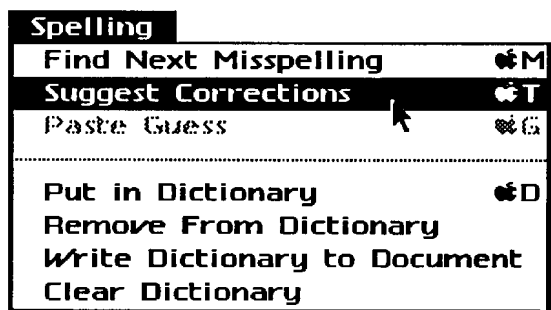 Spelling
Find Next Misspelling M
Suggest Corrections T
Paste Guess G
Put in Dictionary D
Remove From Dictionary
Write Dictionary to Document
Clear Dictionary